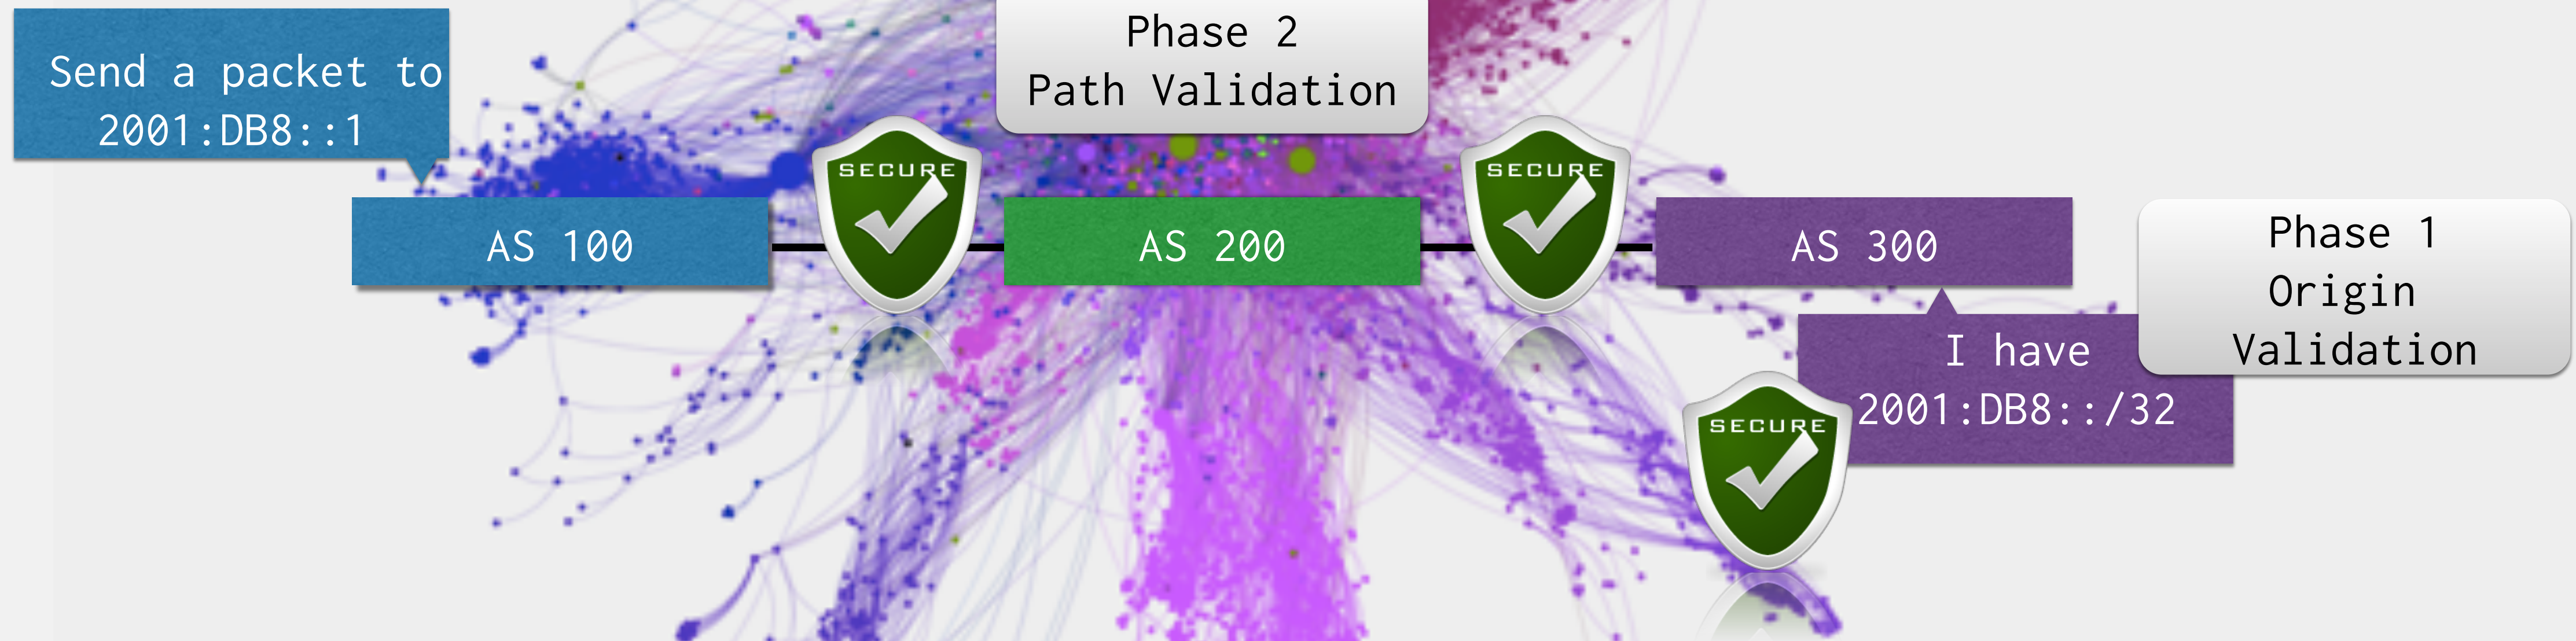 Send a packet to
2001:DB8::1
Phase 2
Path Validation
SECURE
SECURE
AS 100
AS 200
AS 300
Phase 1
Origin
Validation
I have
2001:DB8::/32
SECURE